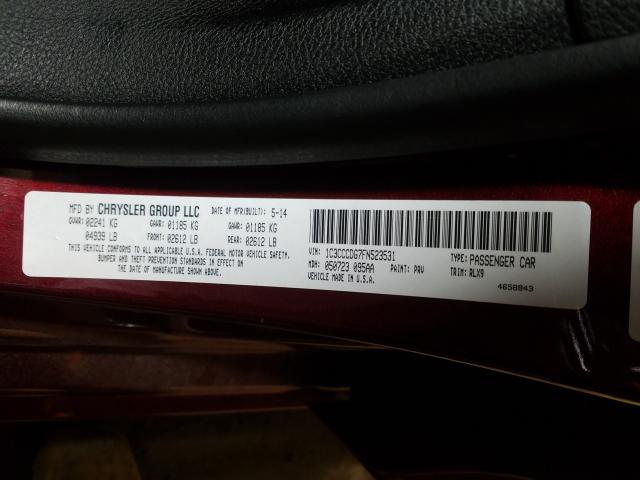 MFD BY CHRYSLER GROUP LLC DATE OF MFR(BUILT): 5-14
GVWR: 02241 KG GAWR: 01185 KG GAWR: 01185 KG
04939 LB FRONT: 02612 LB REAR: 02612 LB
THIS VEHICLE CONFORMS TO ALL APPLICABLE U.S.A. FEDERAL MOTOR VEHICLE SAFETY,
BUMPER AND THEFT PREVENTION STANDARDS IN EFFECT ON
THE DATE OF MANUFACTURE SHOWN ABOVE.
VIN: 1C3CCCDG7FN523531 TYPE: PASSENGER CAR
MDH: 050723 095AA PAINT: PRV TRIM: RLX9
VEHICLE MADE IN U.S.A.
4658843